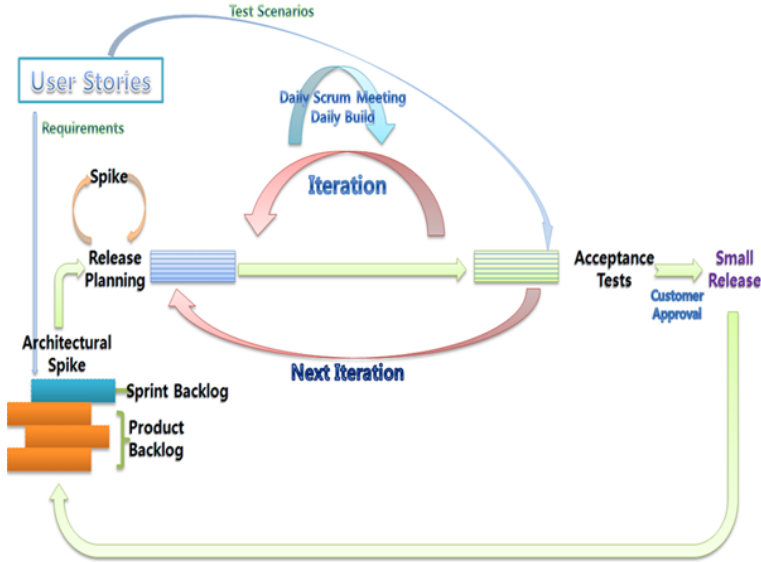 Test Scenarios
User Stories
Daily Scrum Meeting
Daily Build
Requirements
Spike
Iteration
Release
Planning
Acceptance
Tests
Small
Release
Customer
Approval
Architectural
Spike
Next Iteration
Sprint Backlog
Product
Backlog